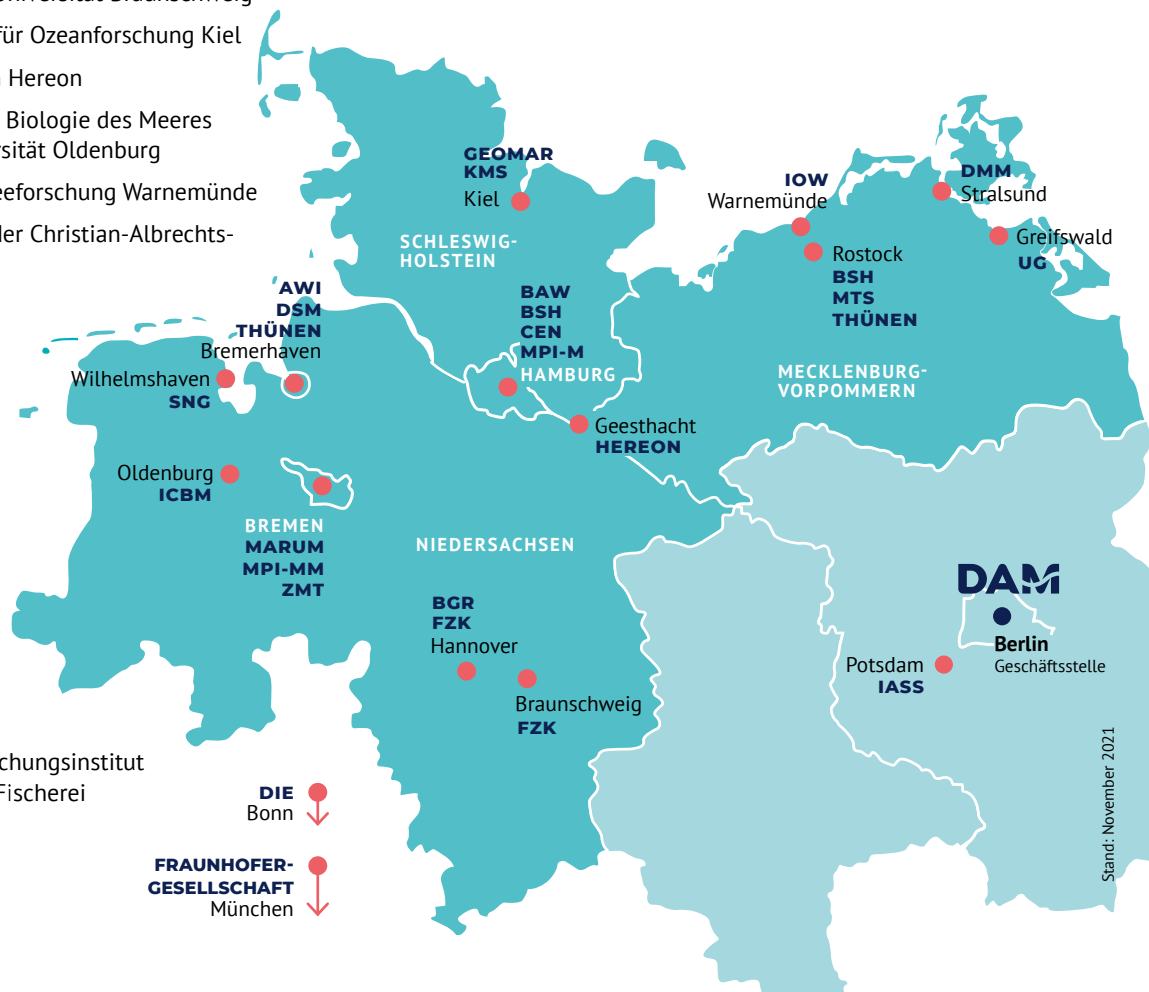 für Ozeanforschung Kiel
Hereon
Biologie des Meeres
Oldenburg
Warnemünde
der Christian-Albrechts-
GEOMAR
KMS
Kiel
SCHLESWIG-
HOLSTEIN
IOW
Warnemünde
DMM
Stralsund
Greifswald
UG
Rostock
BSH
MTS
THÜNEN
AWI
DSM
THÜNEN
Bremerhaven
BAW
BSH
CEN
MPI-M
HAMBURG
Wilhelmshaven
SNG
MECKLENBURG-
VORPOMMERN
Geesthacht
HEREON
Oldenburg
ICBM
BREMEN
MARUM
MPI-MM
ZMT
NIEDERSACHSEN
BGR
FZK
Hannover
Braunschweig
FZK
DAM
Berlin
Geschäftsstelle
Potsdam
IASS
Fischerei
DIE
Bonn
FRAUNHOFER-
GESELLSCHAFT
München
Stand: November 2021